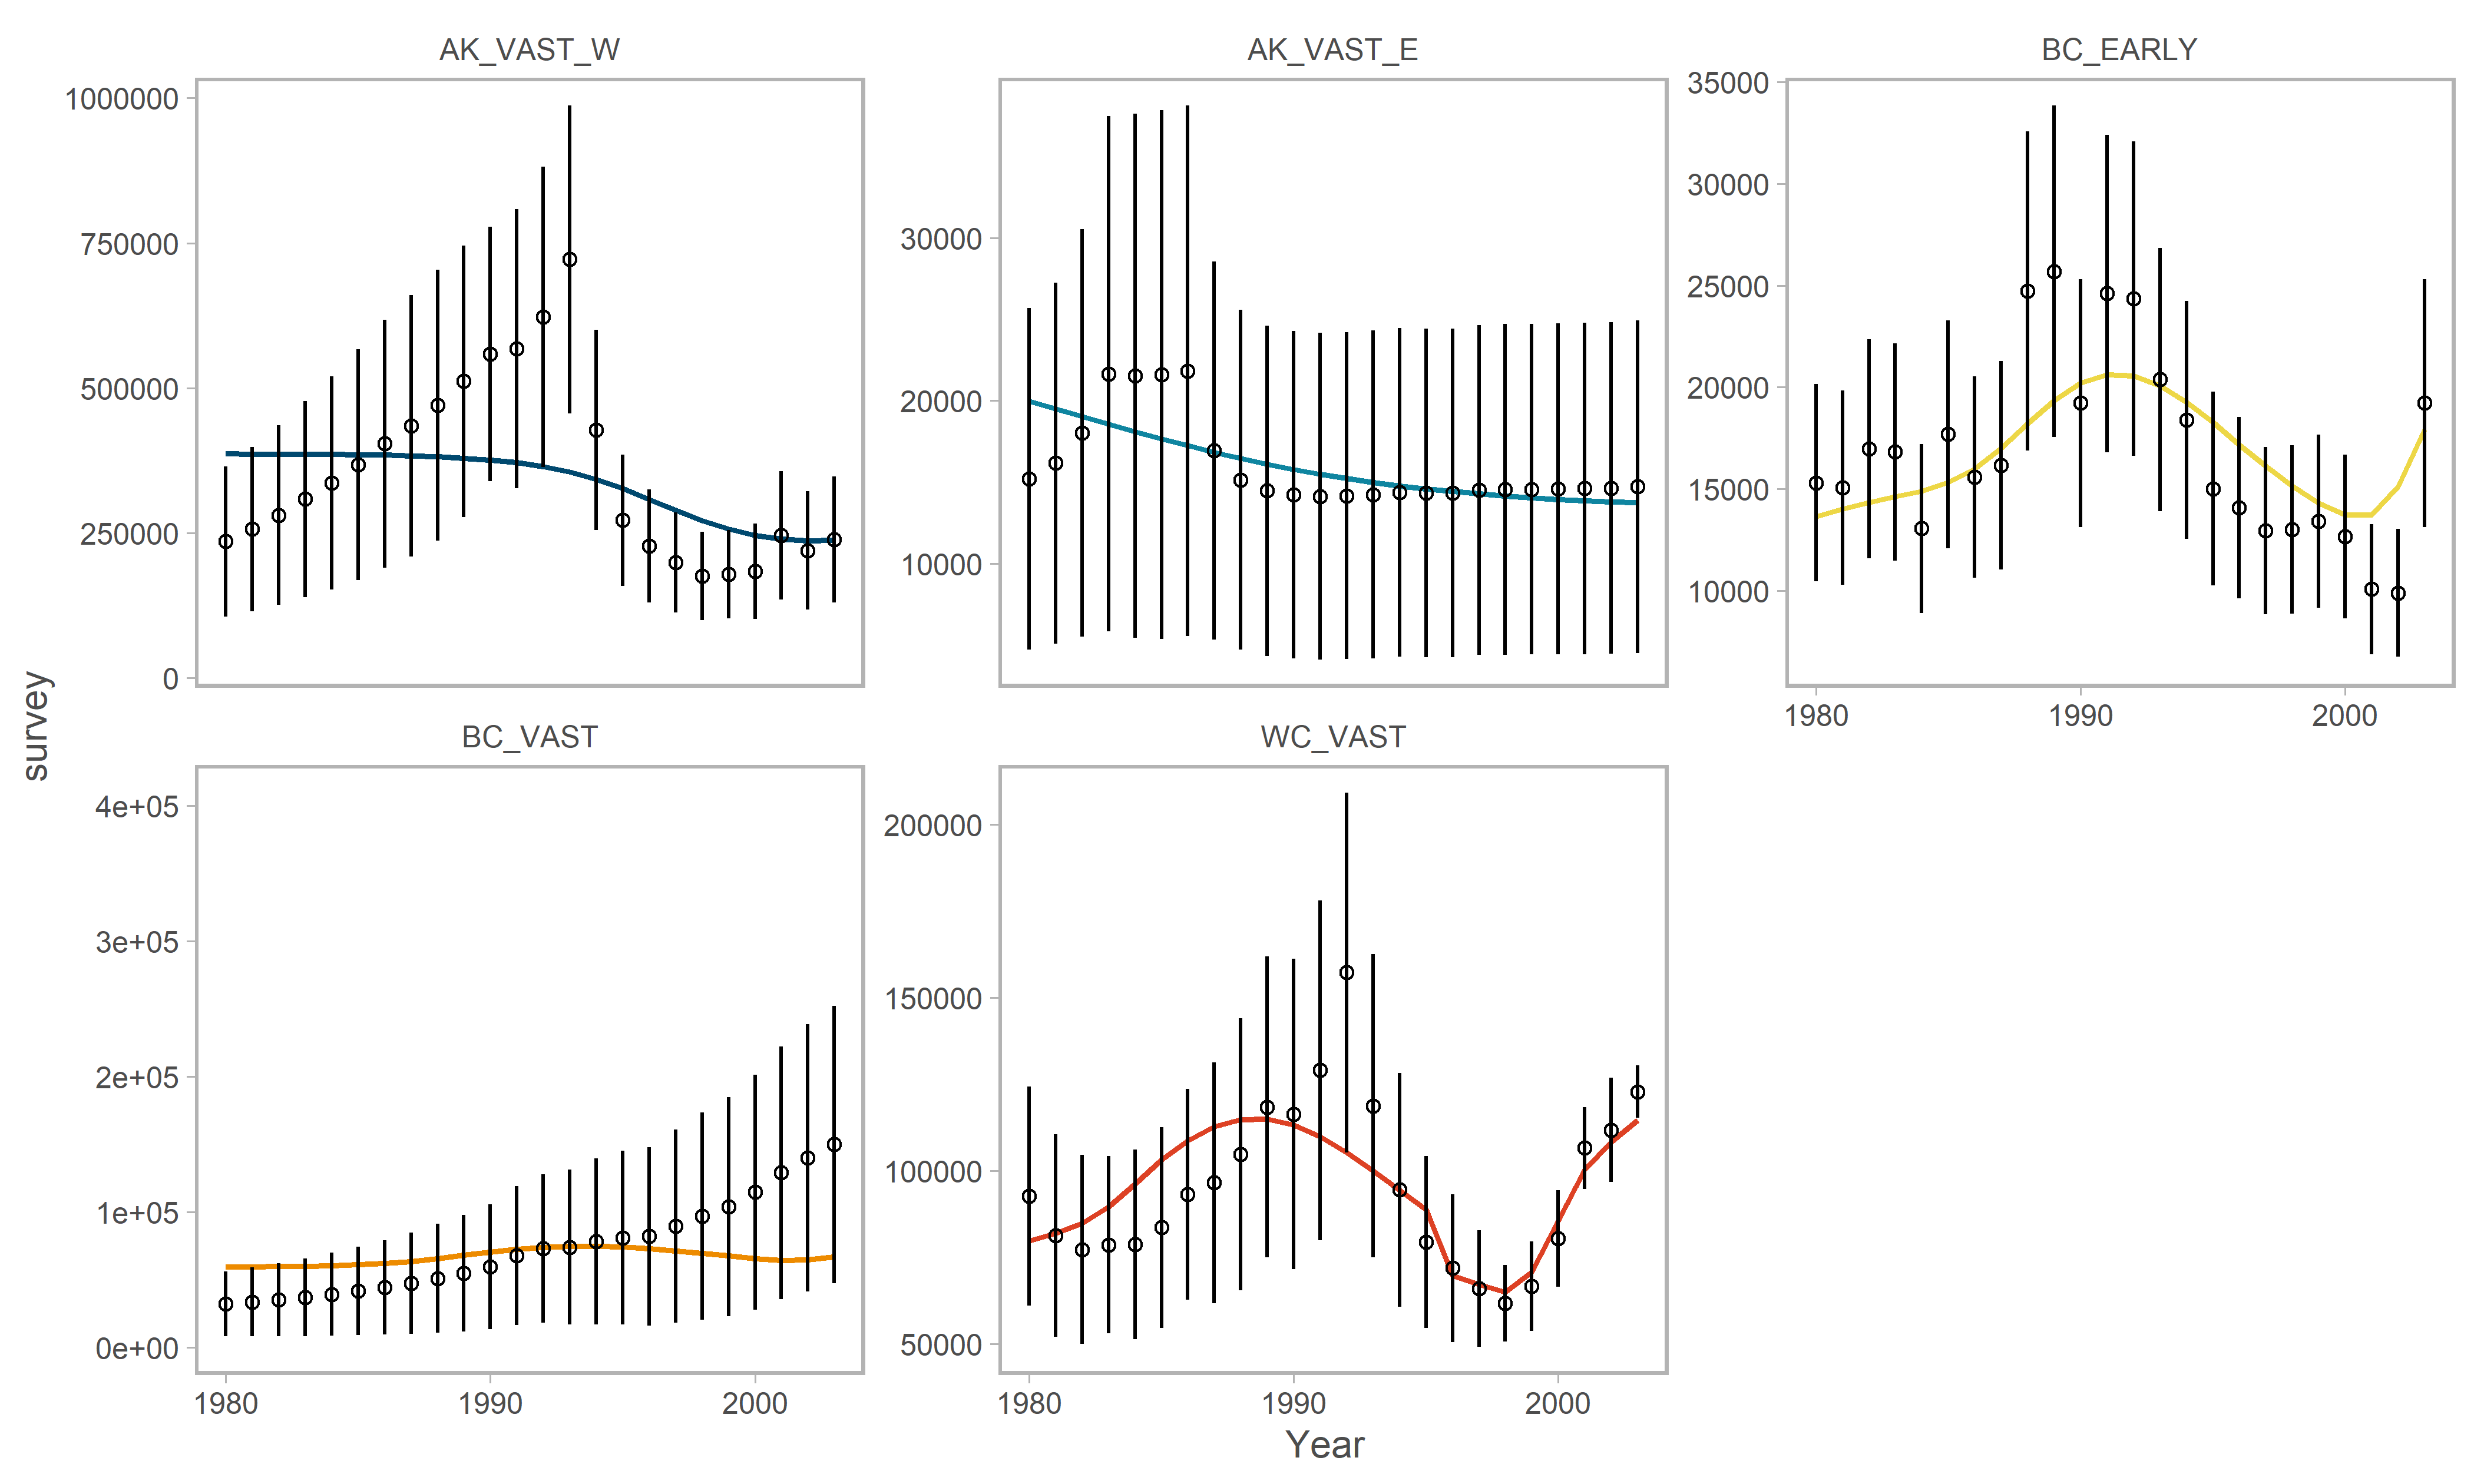 AK_VAST_W
AK_VAST_E
BC_EARLY
1000000
750000
500000
250000
0
30000
20000
10000
35000
30000
25000
20000
15000
10000
1980 1990 2000
survey
BC_VAST
WC_VAST
4e+05
3e+05
2e+05
1e+05
0e+00
200000
150000
100000
50000
1980 1990 2000
1980 1990 2000
Year